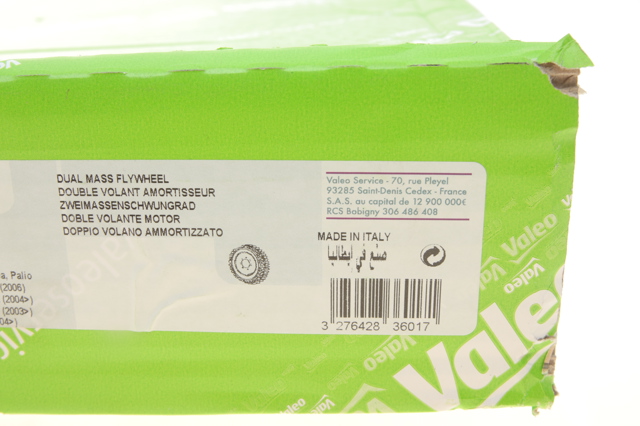 DUAL MASS FLYWHEEL
DOUBLE VOLANT AMORTISSEUR
ZWEIMASSENSCHWUNGRAD
DOBLE VOLANTE MOTOR
DOPPIO VOLANO AMMORTIZZATO
Valeo Service - 70, rue Pleyel
93285 Saint-Denis Cedex - France
S.A.S. au capital de 12 900 000€
RCS Bobigny 306 486 408
MADE IN ITALY
صنع في إيطاليا
a, Palio
(2006)
(2004>)
(2003>)
04>)
3 276428 36017
Valeo
Valeo
Valeo
Valeo